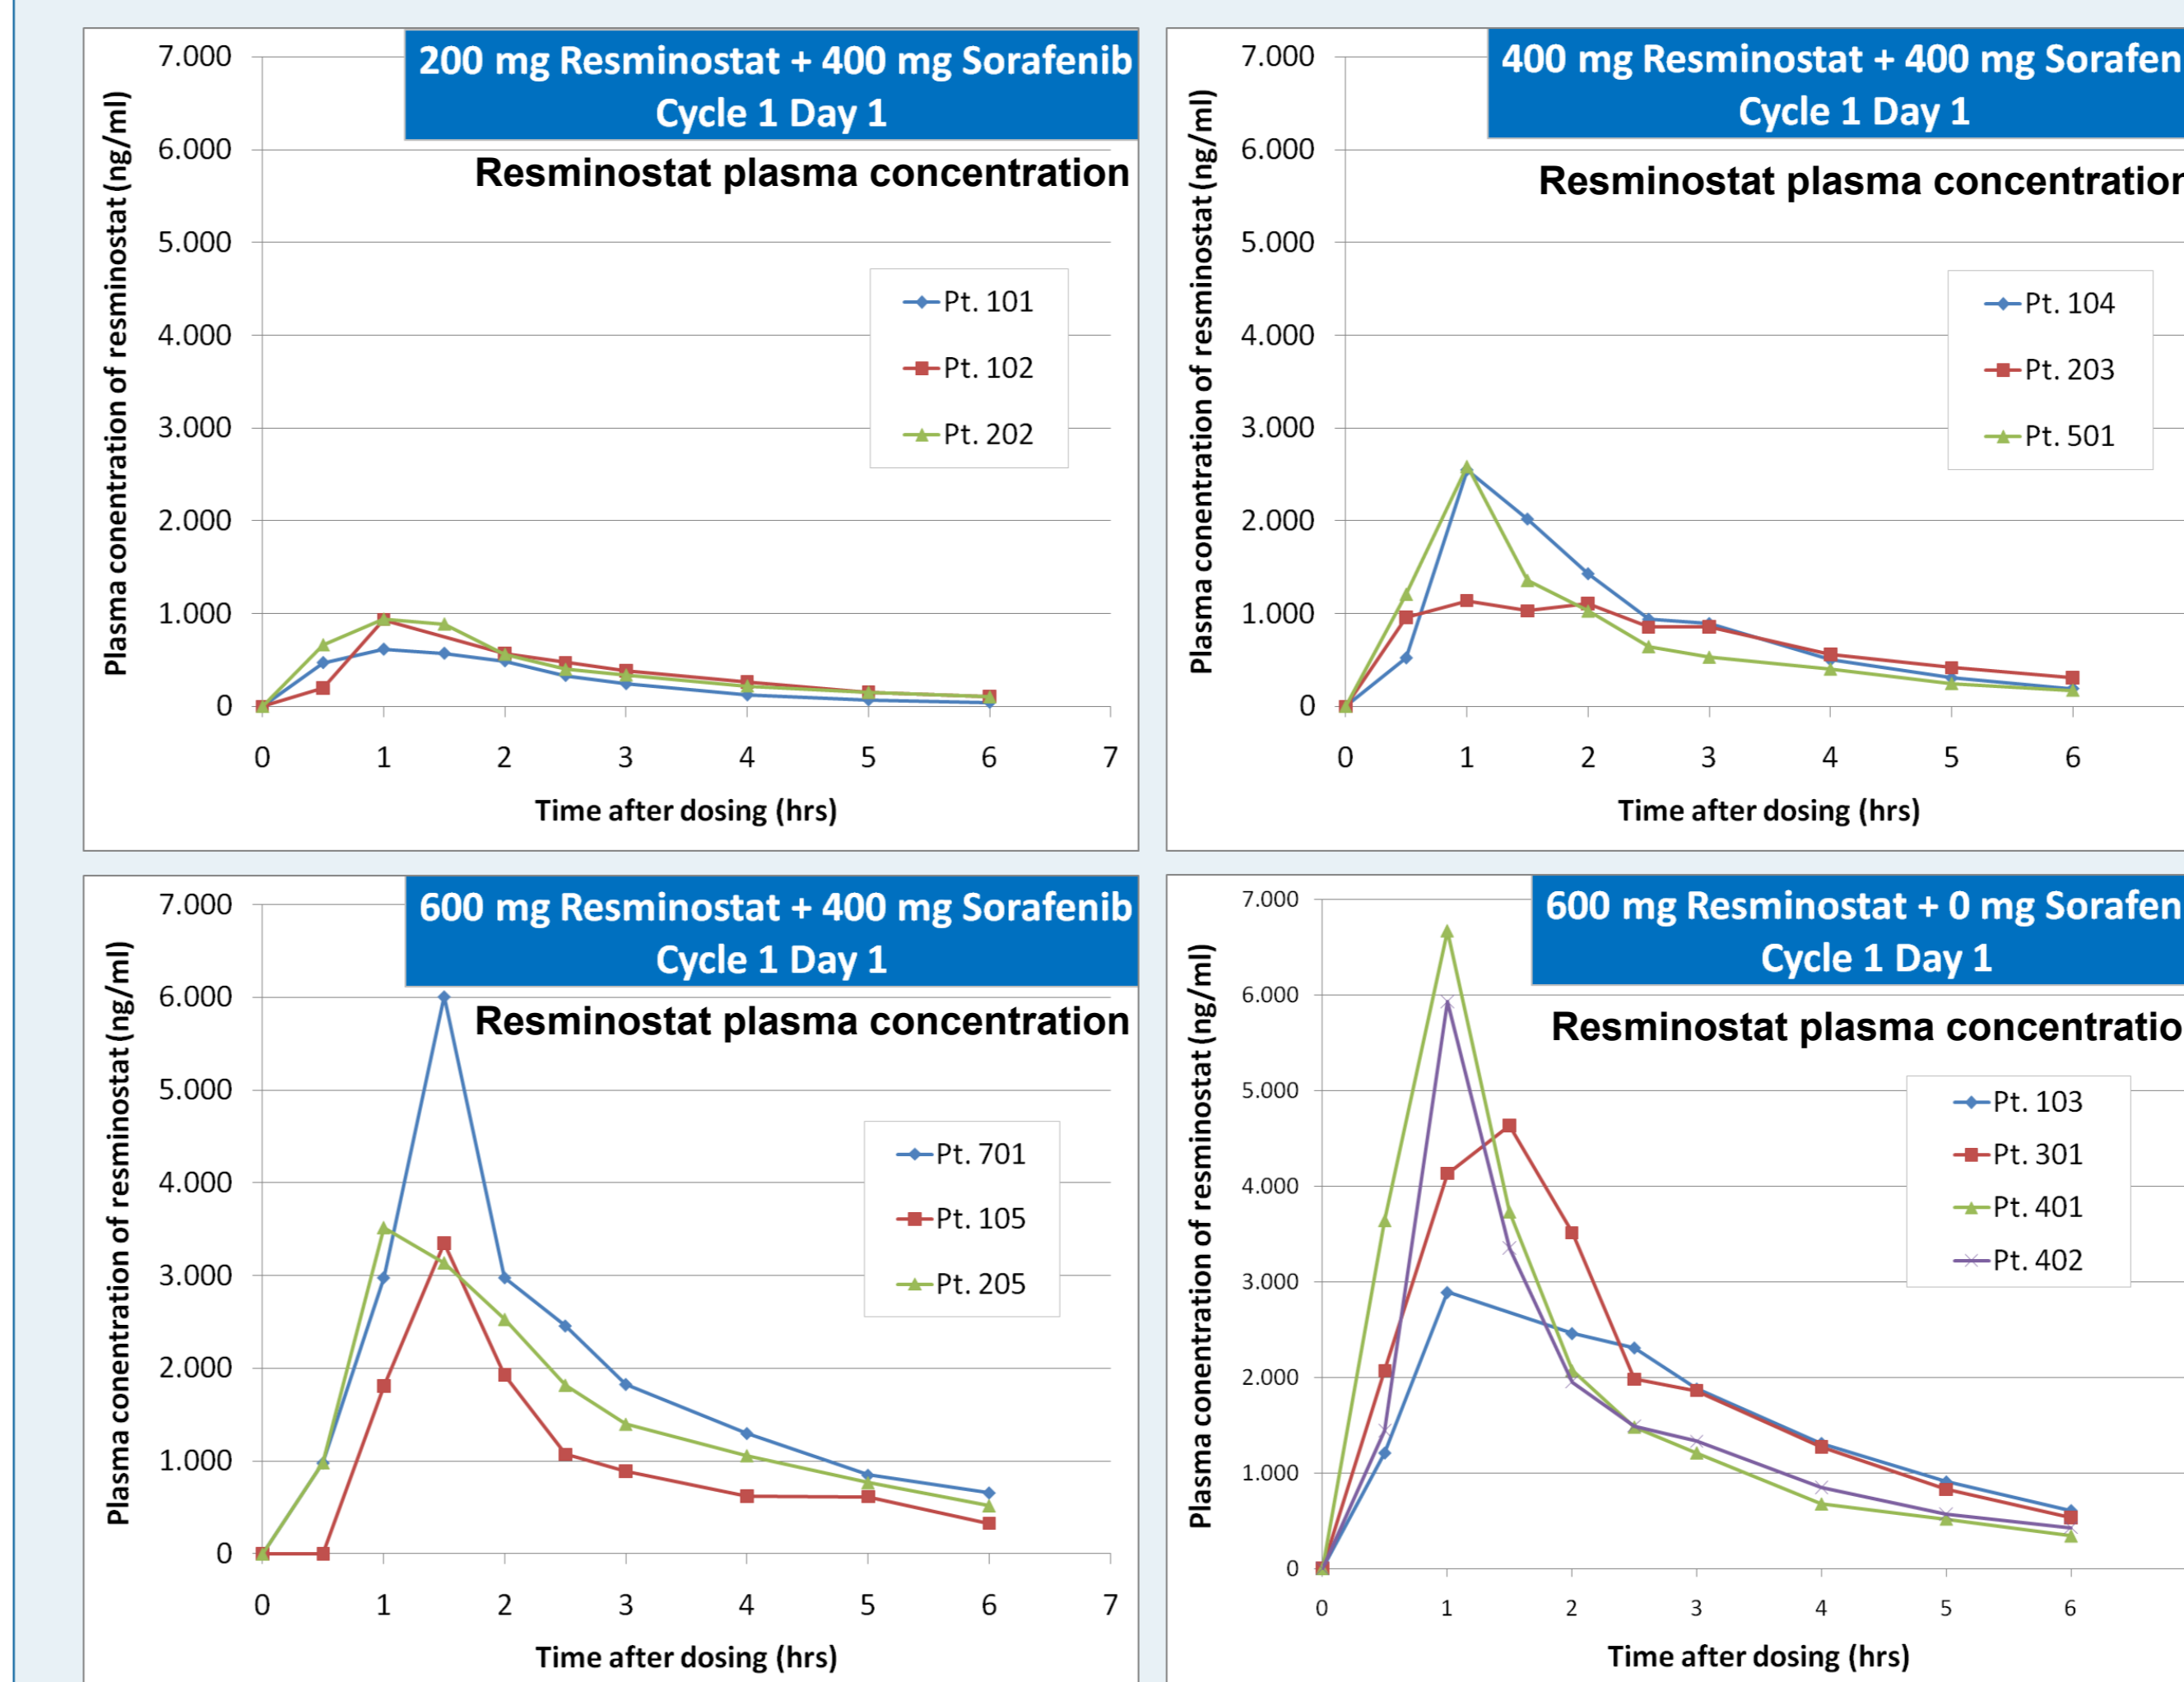 200 mg Resminostat + 400 mg Sorafenib
Cycle 1 Day 1
Resminostat plasma concentration
Plasma conentration of resminostat (ng/ml)
7.000
6.000
5.000
4.000
3.000
2.000
1.000
0
Pt. 101
Pt. 102
Pt. 202
0 1 2 3 4 5 6 7
Time after dosing (hrs)
400 mg Resminostat + 400 mg Sorafen
Cycle 1 Day 1
Resminostat plasma concentration
Plasma conentration of resminostat (ng/ml)
7.000
6.000
5.000
4.000
3.000
2.000
1.000
0
Pt. 104
Pt. 203
Pt. 501
0 1 2 3 4 5 6
Time after dosing (hrs)
600 mg Resminostat + 400 mg Sorafenib
Cycle 1 Day 1
Resminostat plasma concentration
Plasma conentration of resminostat (ng/ml)
7.000
6.000
5.000
4.000
3.000
2.000
1.000
0
Pt. 701
Pt. 105
Pt. 205
0 1 2 3 4 5 6 7
Time after dosing (hrs)
600 mg Resminostat + 0 mg Sorafen
Cycle 1 Day 1
Resminostat plasma concentratio
Plasma conentration of resminostat (ng/ml)
7.000
6.000
5.000
4.000
3.000
2.000
1.000
0
Pt. 103
Pt. 301
Pt. 401
Pt. 402
0 1 2 3 4 5 6
Time after dosing (hrs)